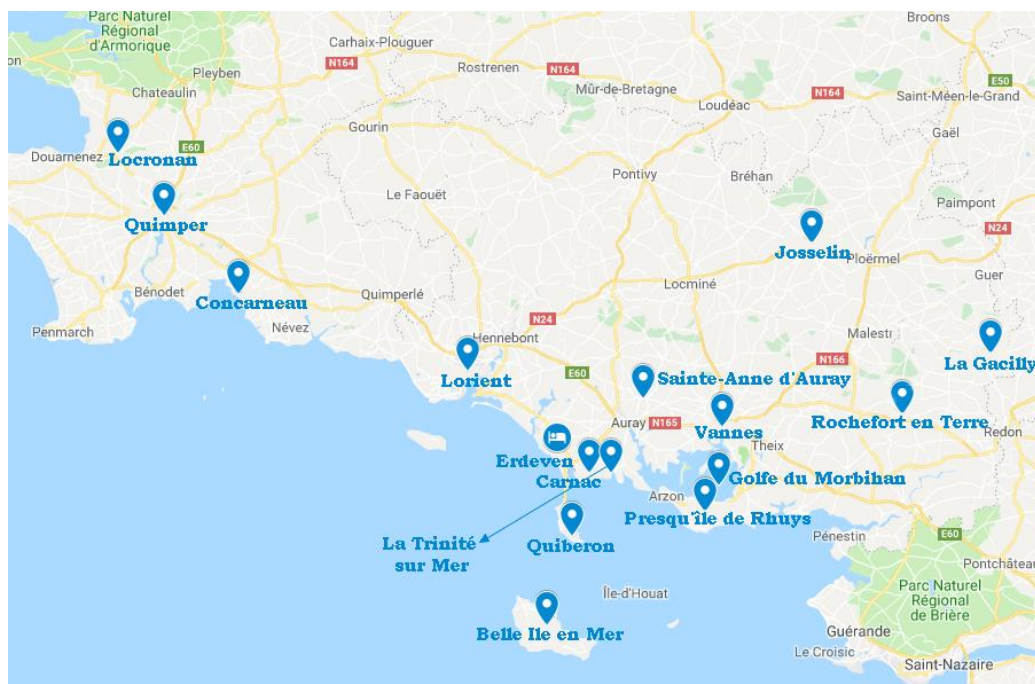 Parc Naturel
Régional
d'Armorique
Broons
Carhaix-Plouguer
N164
Rostrenen
N164
E50
Pleyben
Mûr-de-Bretagne
Saint-Méen-le-Grand
Chateaulin
Loudéac
N164
Gourin
Gaël
E60
Douarnenez
Locronan
Pontivy
Bréhan
Le Faouët
Paimpont
Quimper
N24
Josselin
Ploërmel
Guer
Bénodet
Concarneau
Quimperlé
Locminé
Penmarch
Névez
Hennebont
N24
Malestr
La Gacilly
N166
Lorient
E60
Sainte-Anne d'Auray
Auray
N165
Vannes
Rochefort en Terre
Redon
Theix
Erdeven
Carnac
Golfe du Morbihan
Arzon
Presqu'île de Rhuys
La Trinité
sur Mer
Quiberon
Pénestin
E60
Pontchâteau
Île-d'Houat
Parc Naturel
Régional
de Brière
Belle Ile en Mer
Guérande
Le Croisic
Saint-Nazaire